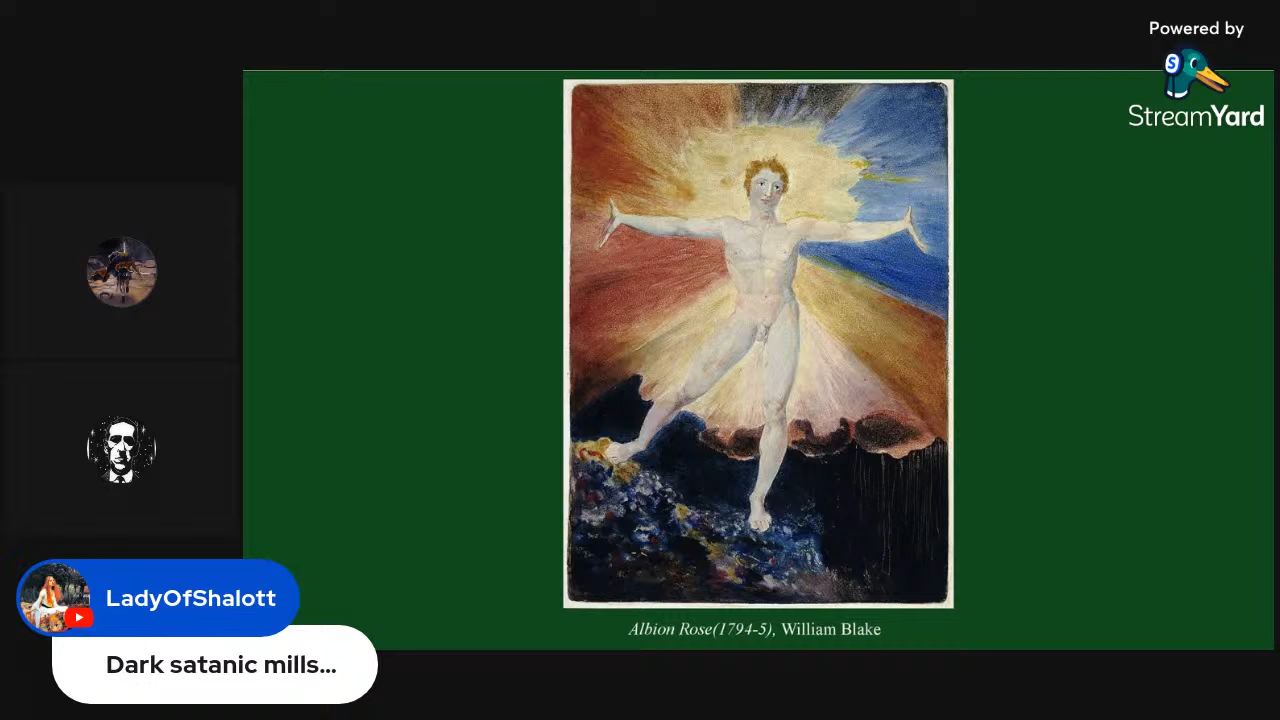 Powered by
StreamYard
Albion Rose(1794-5), William Blake
LadyOfShalott
Dark satanic mills...